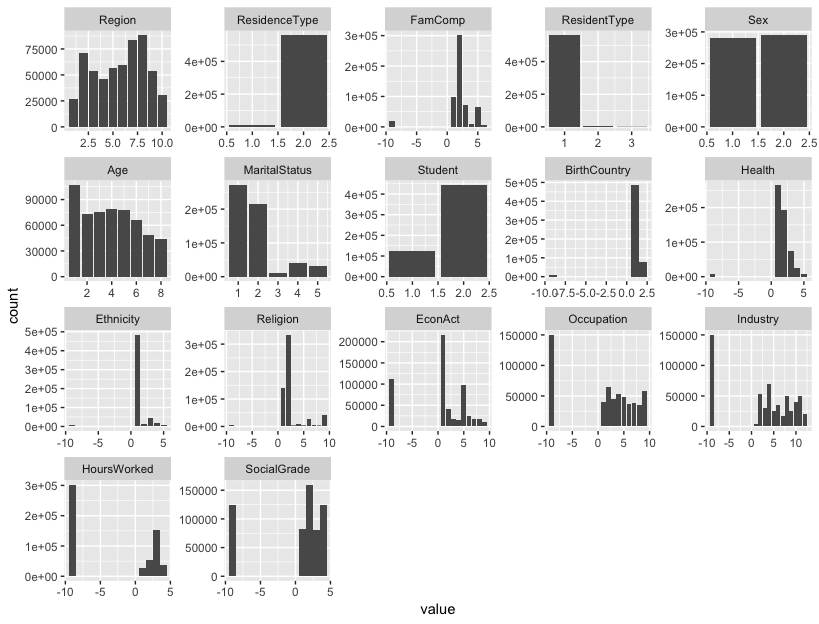 Region ResidenceType FamComp ResidentType Sex
75000 50000 25000 0
4e+05 2e+05 0e+00
3e+05 2e+05 1e+05 0e+00
4e+05 2e+05 0e+00
3e+05 2e+05 1e+05 0e+00
2.5 5.0 7.5 10.0
0.5 1.0 1.5 2.0 2.5
-10 -5 0 5
1 2 3
0.5 1.0 1.5 2.0 2.5
Age MaritalStatus Student BirthCountry Health
90000 60000 30000 0
2e+05 1e+05 0e+00
4e+05 3e+05 2e+05 1e+05 0e+00
5e+05 4e+05 3e+05 2e+05 1e+05 0e+00
2e+05 1e+05 0e+00
2 4 6 8
1 2 3 4 5
0.5 1.0 1.5 2.0 2.5
-10.0 -7.5 -5.0 -2.5 0.0 2.5
-10 -5 0 5
count
Ethnicity Religion EconAct Occupation Industry
5e+05 4e+05 3e+05 2e+05 1e+05 0e+00
3e+05 2e+05 1e+05 0e+00
200000 150000 100000 50000 0
150000 100000 50000 0
150000 100000 50000 0
-10 -5 0 5
-10 -5 0 5 10
-10 -5 0 5 10
-10 -5 0 5 10
-10 -5 0 5 10
HoursWorked SocialGrade
3e+05 2e+05 1e+05 0e+00
150000 100000 50000 0
-10 -5 0 5
-10 -5 0 5
value